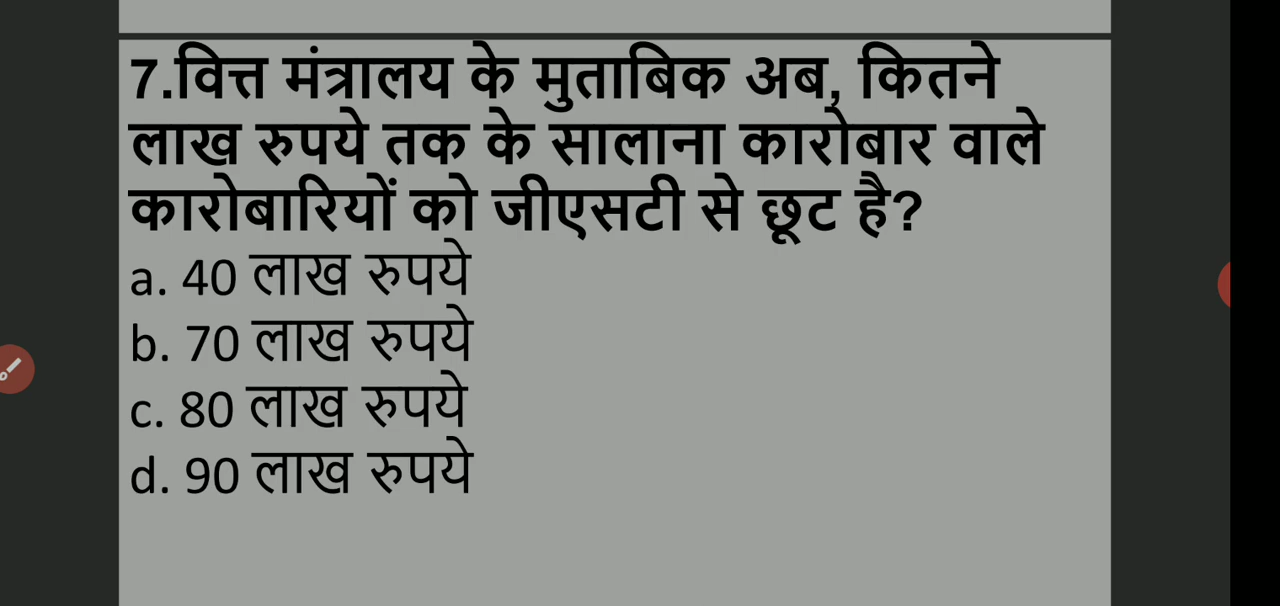 7.वित्त मंत्रालय के मुताबिक अब, कितने
लाख रुपये तक के सालाना कारोबार वाले
कारोबारियों को जीएसटी से छूट है?
a. 40 लाख रुपये
b. 70 लाख रुपये
c. 80 लाख रुपये
d. 90 लाख रुपये